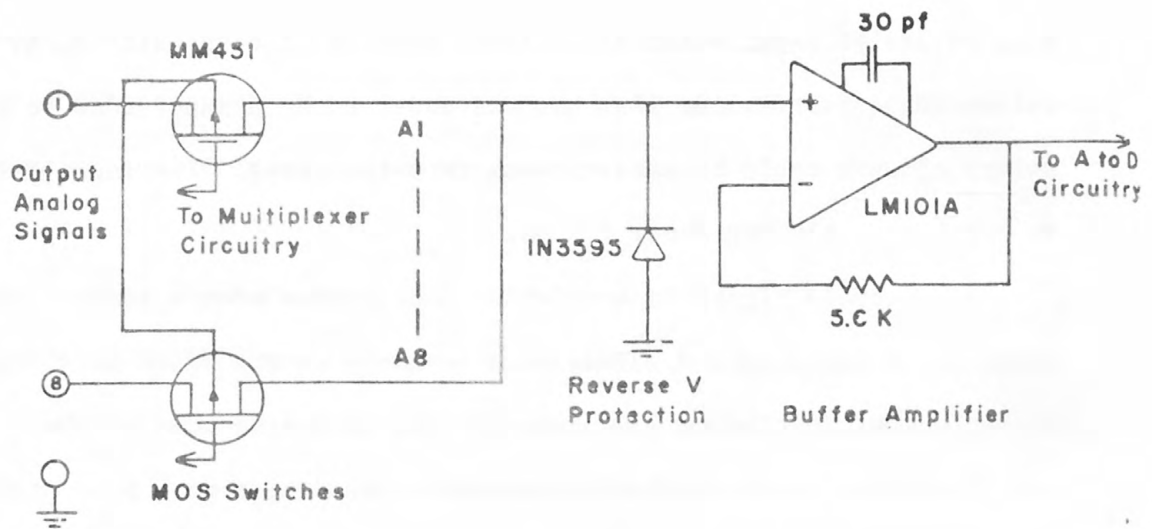 30 pf
MM451
1
+
A1
Output
Analog
Signals
To Multiplexer
Circuitry
To A to D
Circuitry
-
LM101A
IN3595
5.6 K
A8
8
Reverse V
Protection
Buffer Amplifier
MOS Switches